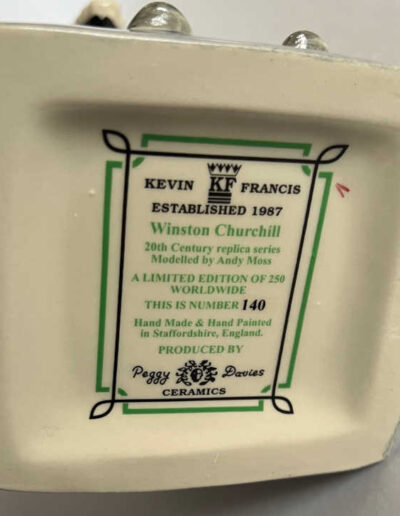 KEVIN KF FRANCIS
ESTABLISHED 1987
Winston Churchill
20th Century replica series
Modelled by Andy Moss
A LIMITED EDITION OF 250
WORLDWIDE
THIS IS NUMBER 140
Hand Made & Hand Painted
in Staffordshire, England.
PRODUCED BY
Peggy Davies
CERAMICS